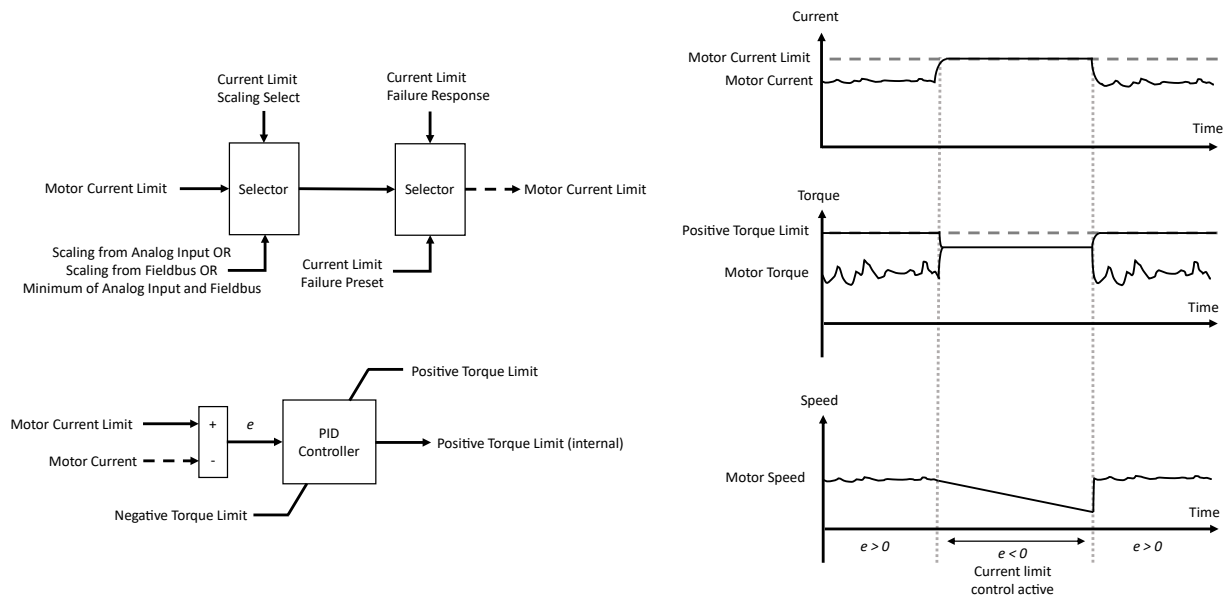 Current Limit
Scaling Select
Current Limit
Failure Response
Motor Current Limit
Selector
Selector
Motor Current Limit
Scaling from Analog Input OR
Scaling from Fieldbus OR
Minimum of Analog Input and Fieldbus
Current Limit
Failure Preset
Positive Torque Limit
Motor Current Limit
+
e
PID
Controller
Positive Torque Limit (internal)
Motor Current
-
Negative Torque Limit
Current
Motor Current Limit
Motor Current
Time
Torque
Positive Torque Limit
Motor Torque
Time
Speed
Motor Speed
Time
e > 0
e < 0
e > 0
Current limit
control active